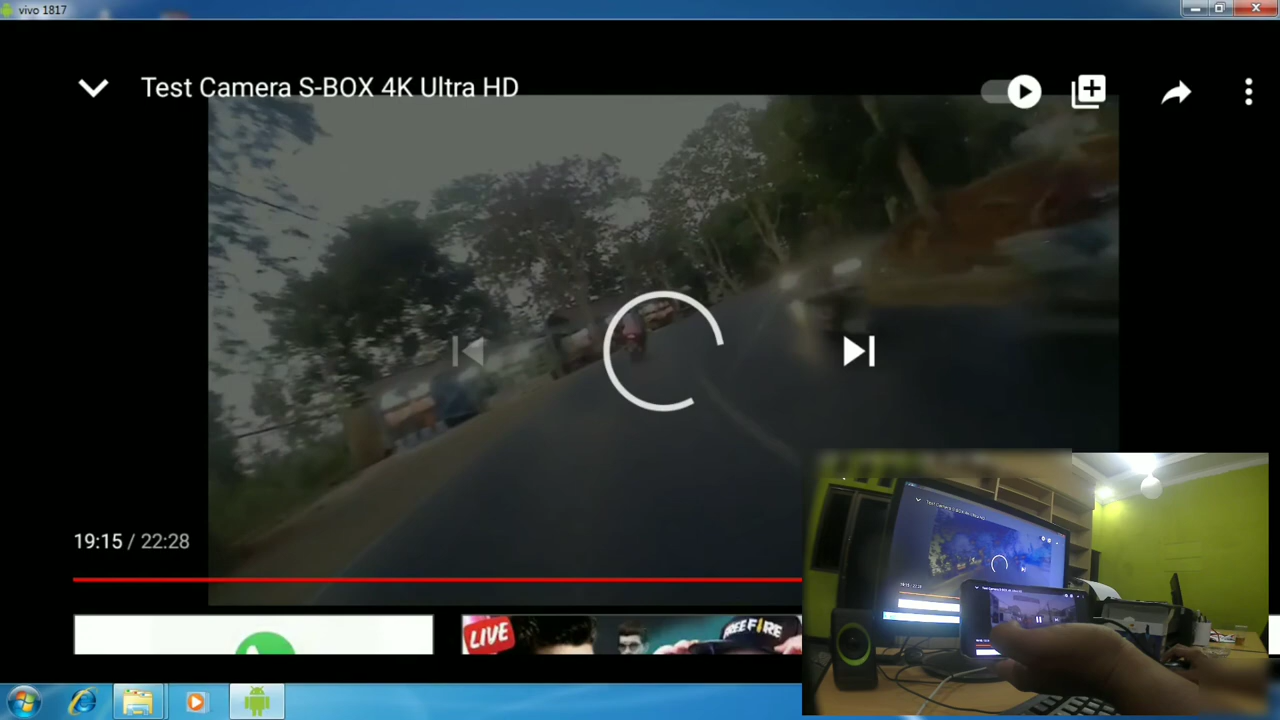 vivo 1817
Test Camera S-BOX 4K Ultra HD
19:15 / 22:28
LIVE
FREE FIRE